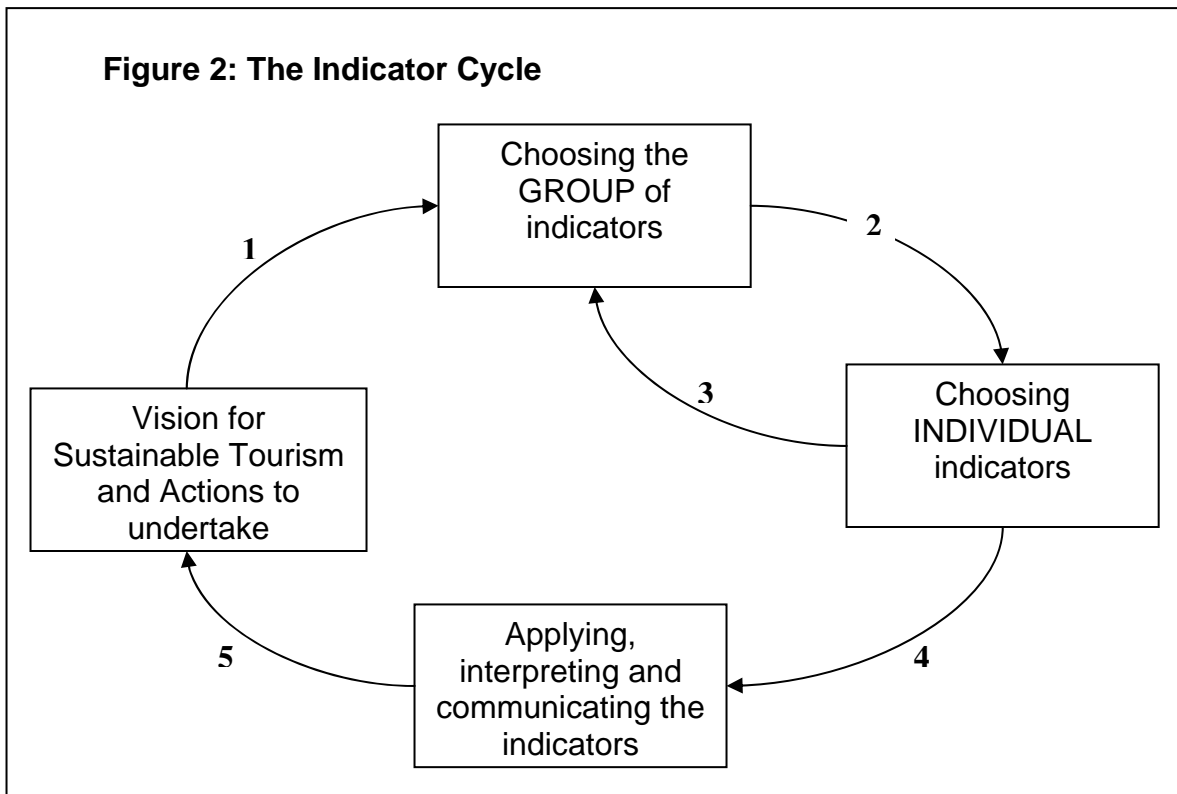 Figure 2: The Indicator Cycle
Choosing the
GROUP of
indicators
1
2
3
Choosing
INDIVIDUAL
indicators
Vision for
Sustainable Tourism
and Actions to
undertake
Applying,
interpreting and
communicating the
indicators
4
5